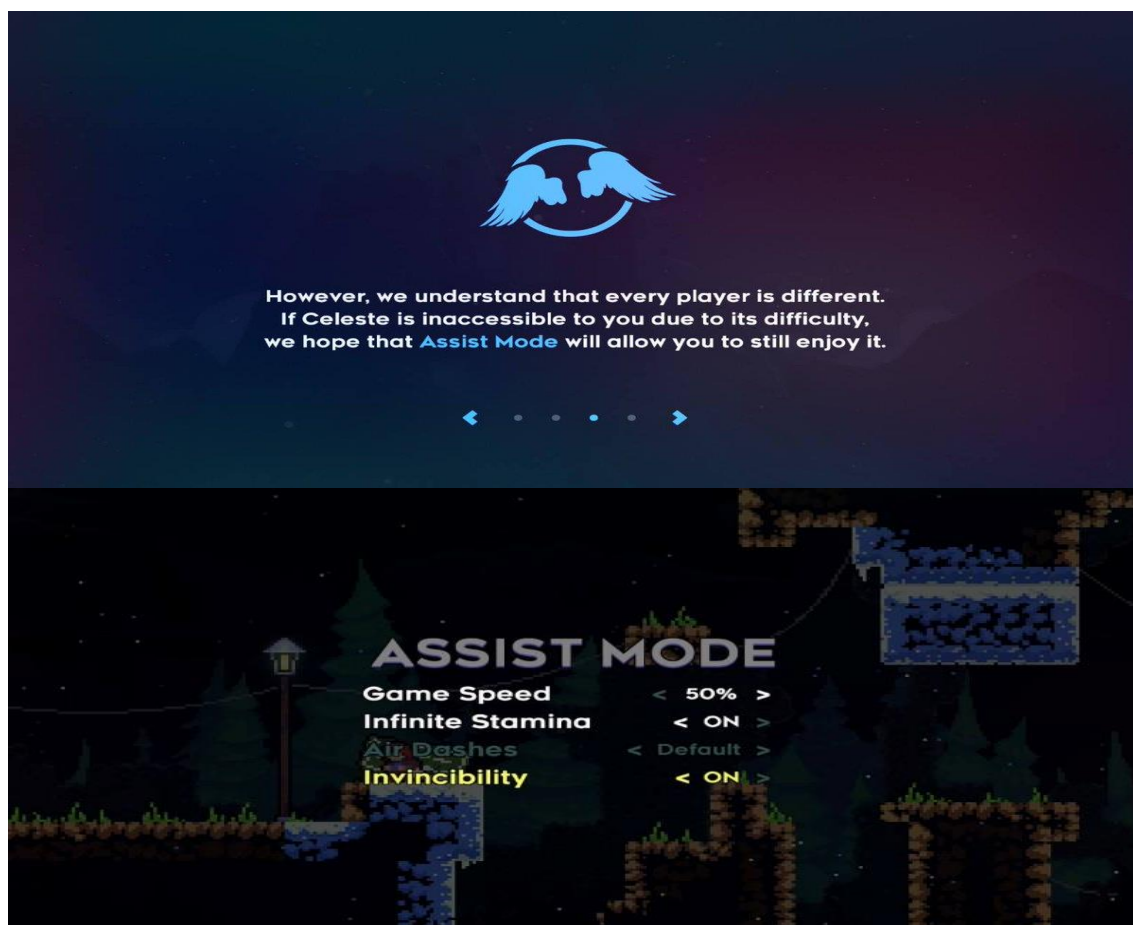 However, we understand that every player is different.
If Celeste is inaccessible to you due to its difficulty,
we hope that Assist Mode will allow you to still enjoy it.
ASSIST MODE
Game Speed < 50% >
Infinite Stamina < ON >
Air Dashes < Default >
Invincibility < ON >